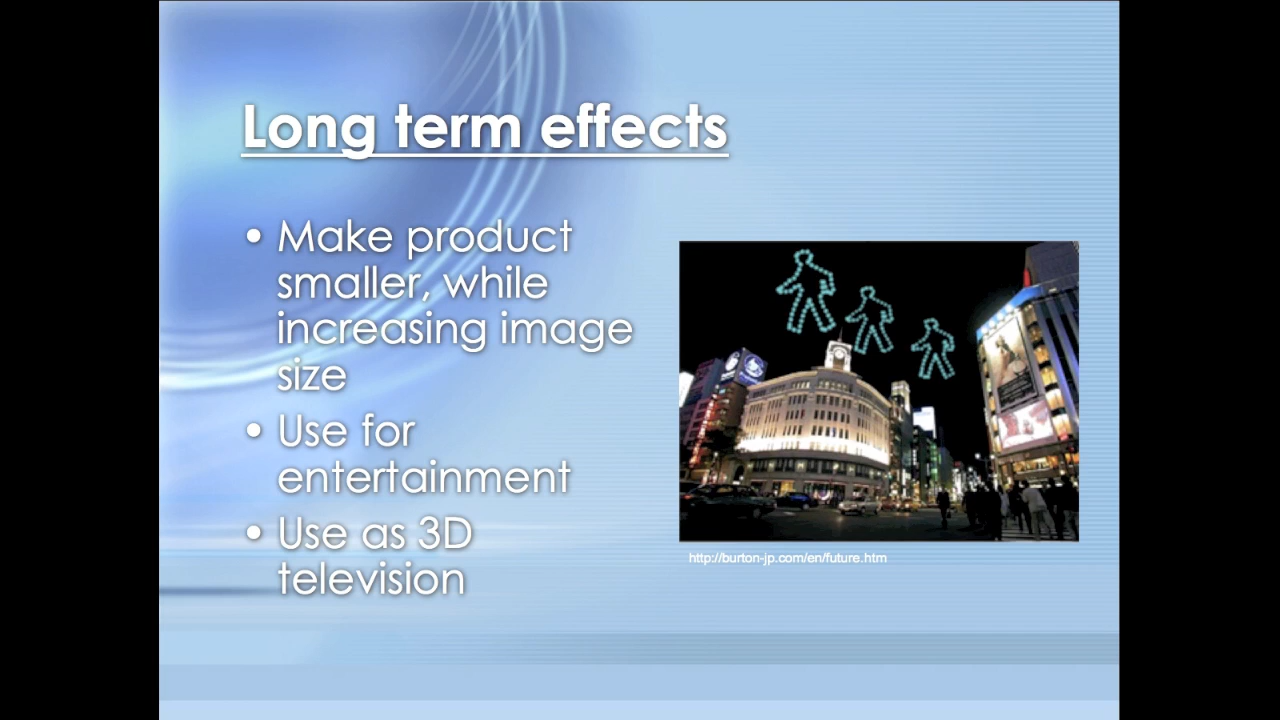 Long term effects
• Make product
smaller, while
increasing image
size
• Use for
entertainment
• Use as 3D
television
http://burton-jp.com/en/future.htm